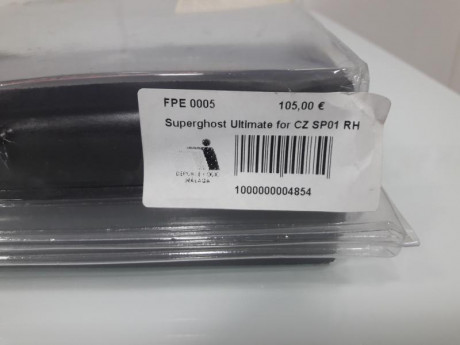 FPE 0005 105,00 €
Superghost Ultimate for CZ SP01 RH
1000000004854